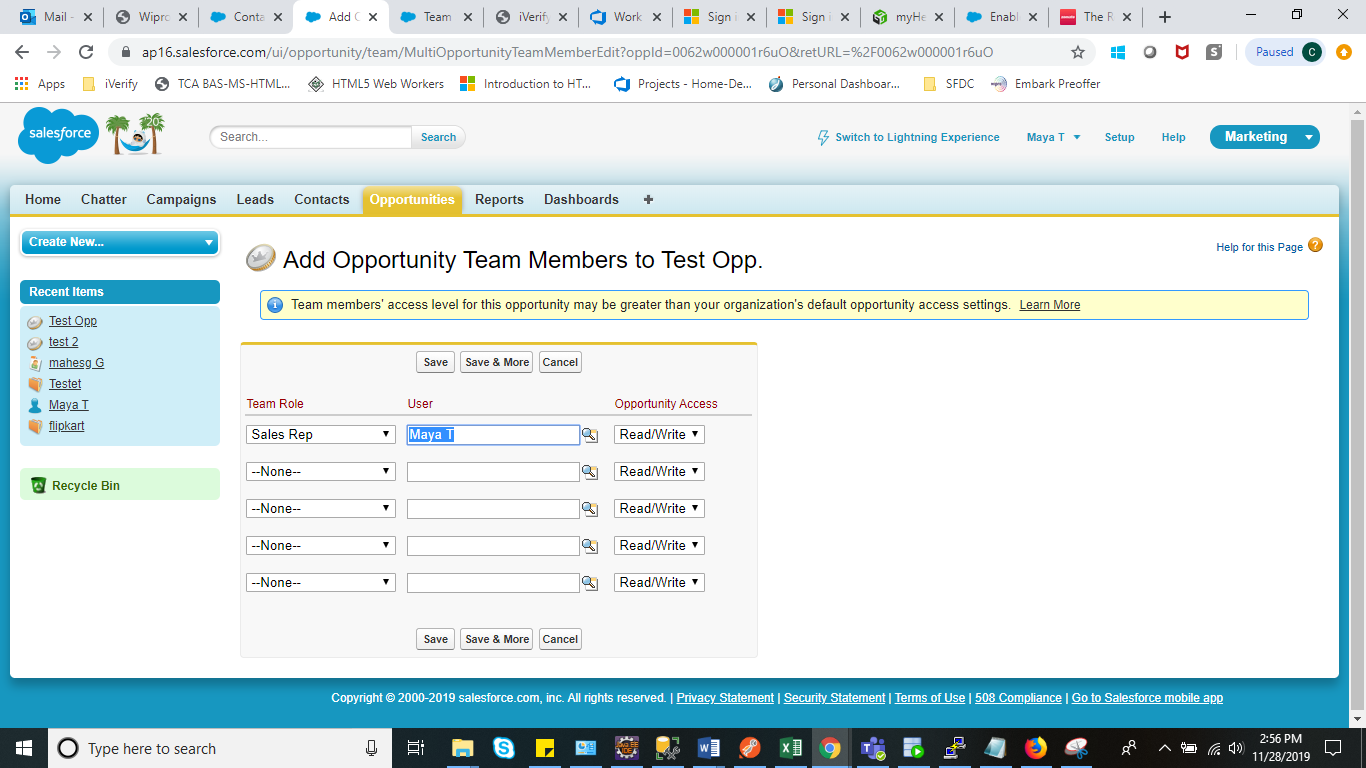 Mail -
Wipro
Conta
Add O
Team
iVerify
Work
Sign i
Sign i
myHe
Enabl
The R
ap16.salesforce.com/ui/opportunity/team/MultiOpportunityTeamMemberEdit?oppId=0062w000001r6uO&retURL=%2F0062w000001r6uO
S
Paused
C
Apps
iVerify
TCA BAS-MS-HTML...
HTML5 Web Workers
Introduction to HT...
Projects - Home-De...
Personal Dashboar...
SFDC
Embark Preoffer
salesforce
20
Search...
Search
Switch to Lightning Experience
Maya T
Setup
Help
Marketing
Home
Chatter
Campaigns
Leads
Contacts
Opportunities
Reports
Dashboards
+
Create New...
Recent Items
Test Opp
test 2
mahesg G
Testet
Maya T
flipkart
Recycle Bin
Add Opportunity Team Members to Test Opp.
Help for this Page ?
Team members' access level for this opportunity may be greater than your organization's default opportunity access settings. Learn More
Save Save & More Cancel
Team Role User Opportunity Access
Sales Rep Maya T Read/Write
--None-- Read/Write
--None-- Read/Write
--None-- Read/Write
--None-- Read/Write
Save Save & More Cancel
Copyright © 2000-2019 salesforce.com, inc. All rights reserved. | Privacy Statement | Security Statement | Terms of Use | 508 Compliance | Go to Salesforce mobile app
Type here to search
JAVA EE
IDE
2:56 PM
11/28/2019